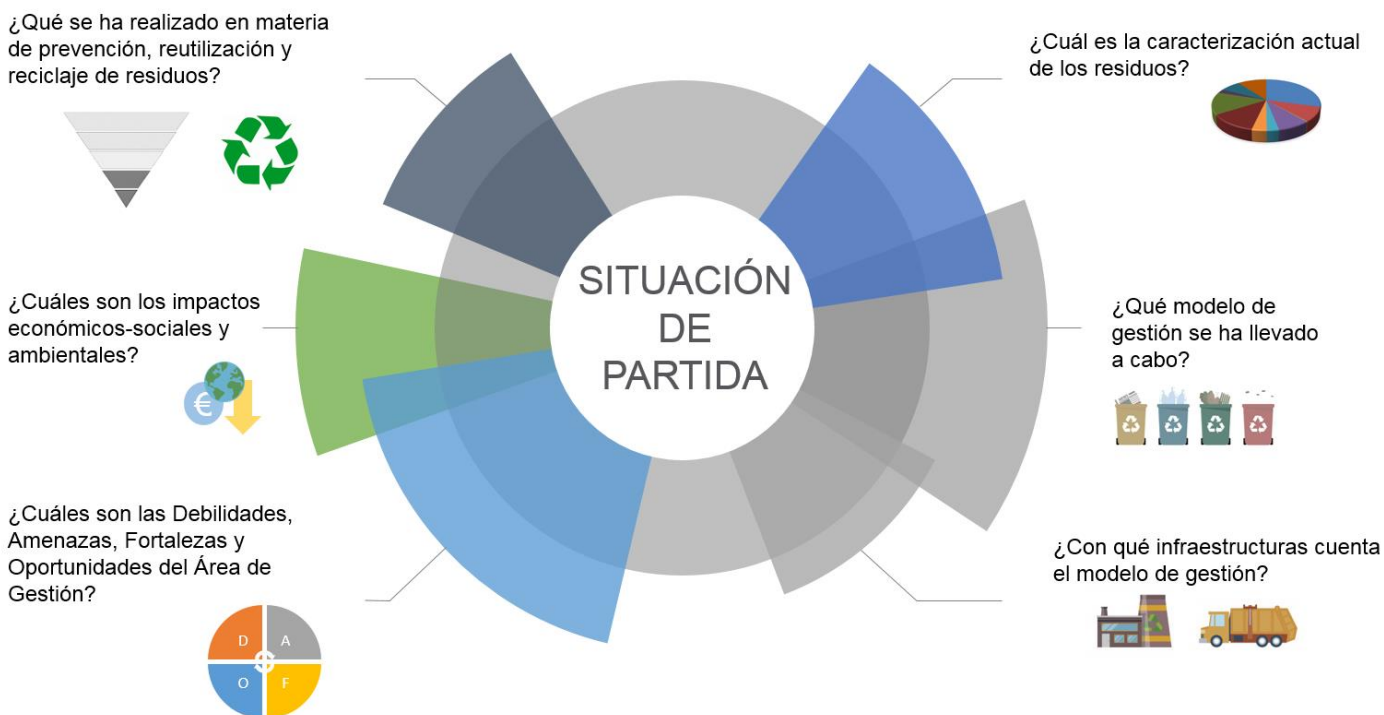 ¿Qué se ha realizado en materia
de prevención, reutilización y
reciclaje de residuos?
¿Cuáles son los impactos
económicos-sociales y
ambientales?
€
¿Cuáles son las Debilidades,
Amenazas, Fortalezas y
Oportunidades del Área de
Gestión?
D A
O F
SITUACIÓN
DE
PARTIDA
¿Cuál es la caracterización actual
de los residuos?
¿Qué modelo de
gestión se ha llevado
a cabo?
¿Con qué infraestructuras cuenta
el modelo de gestión?